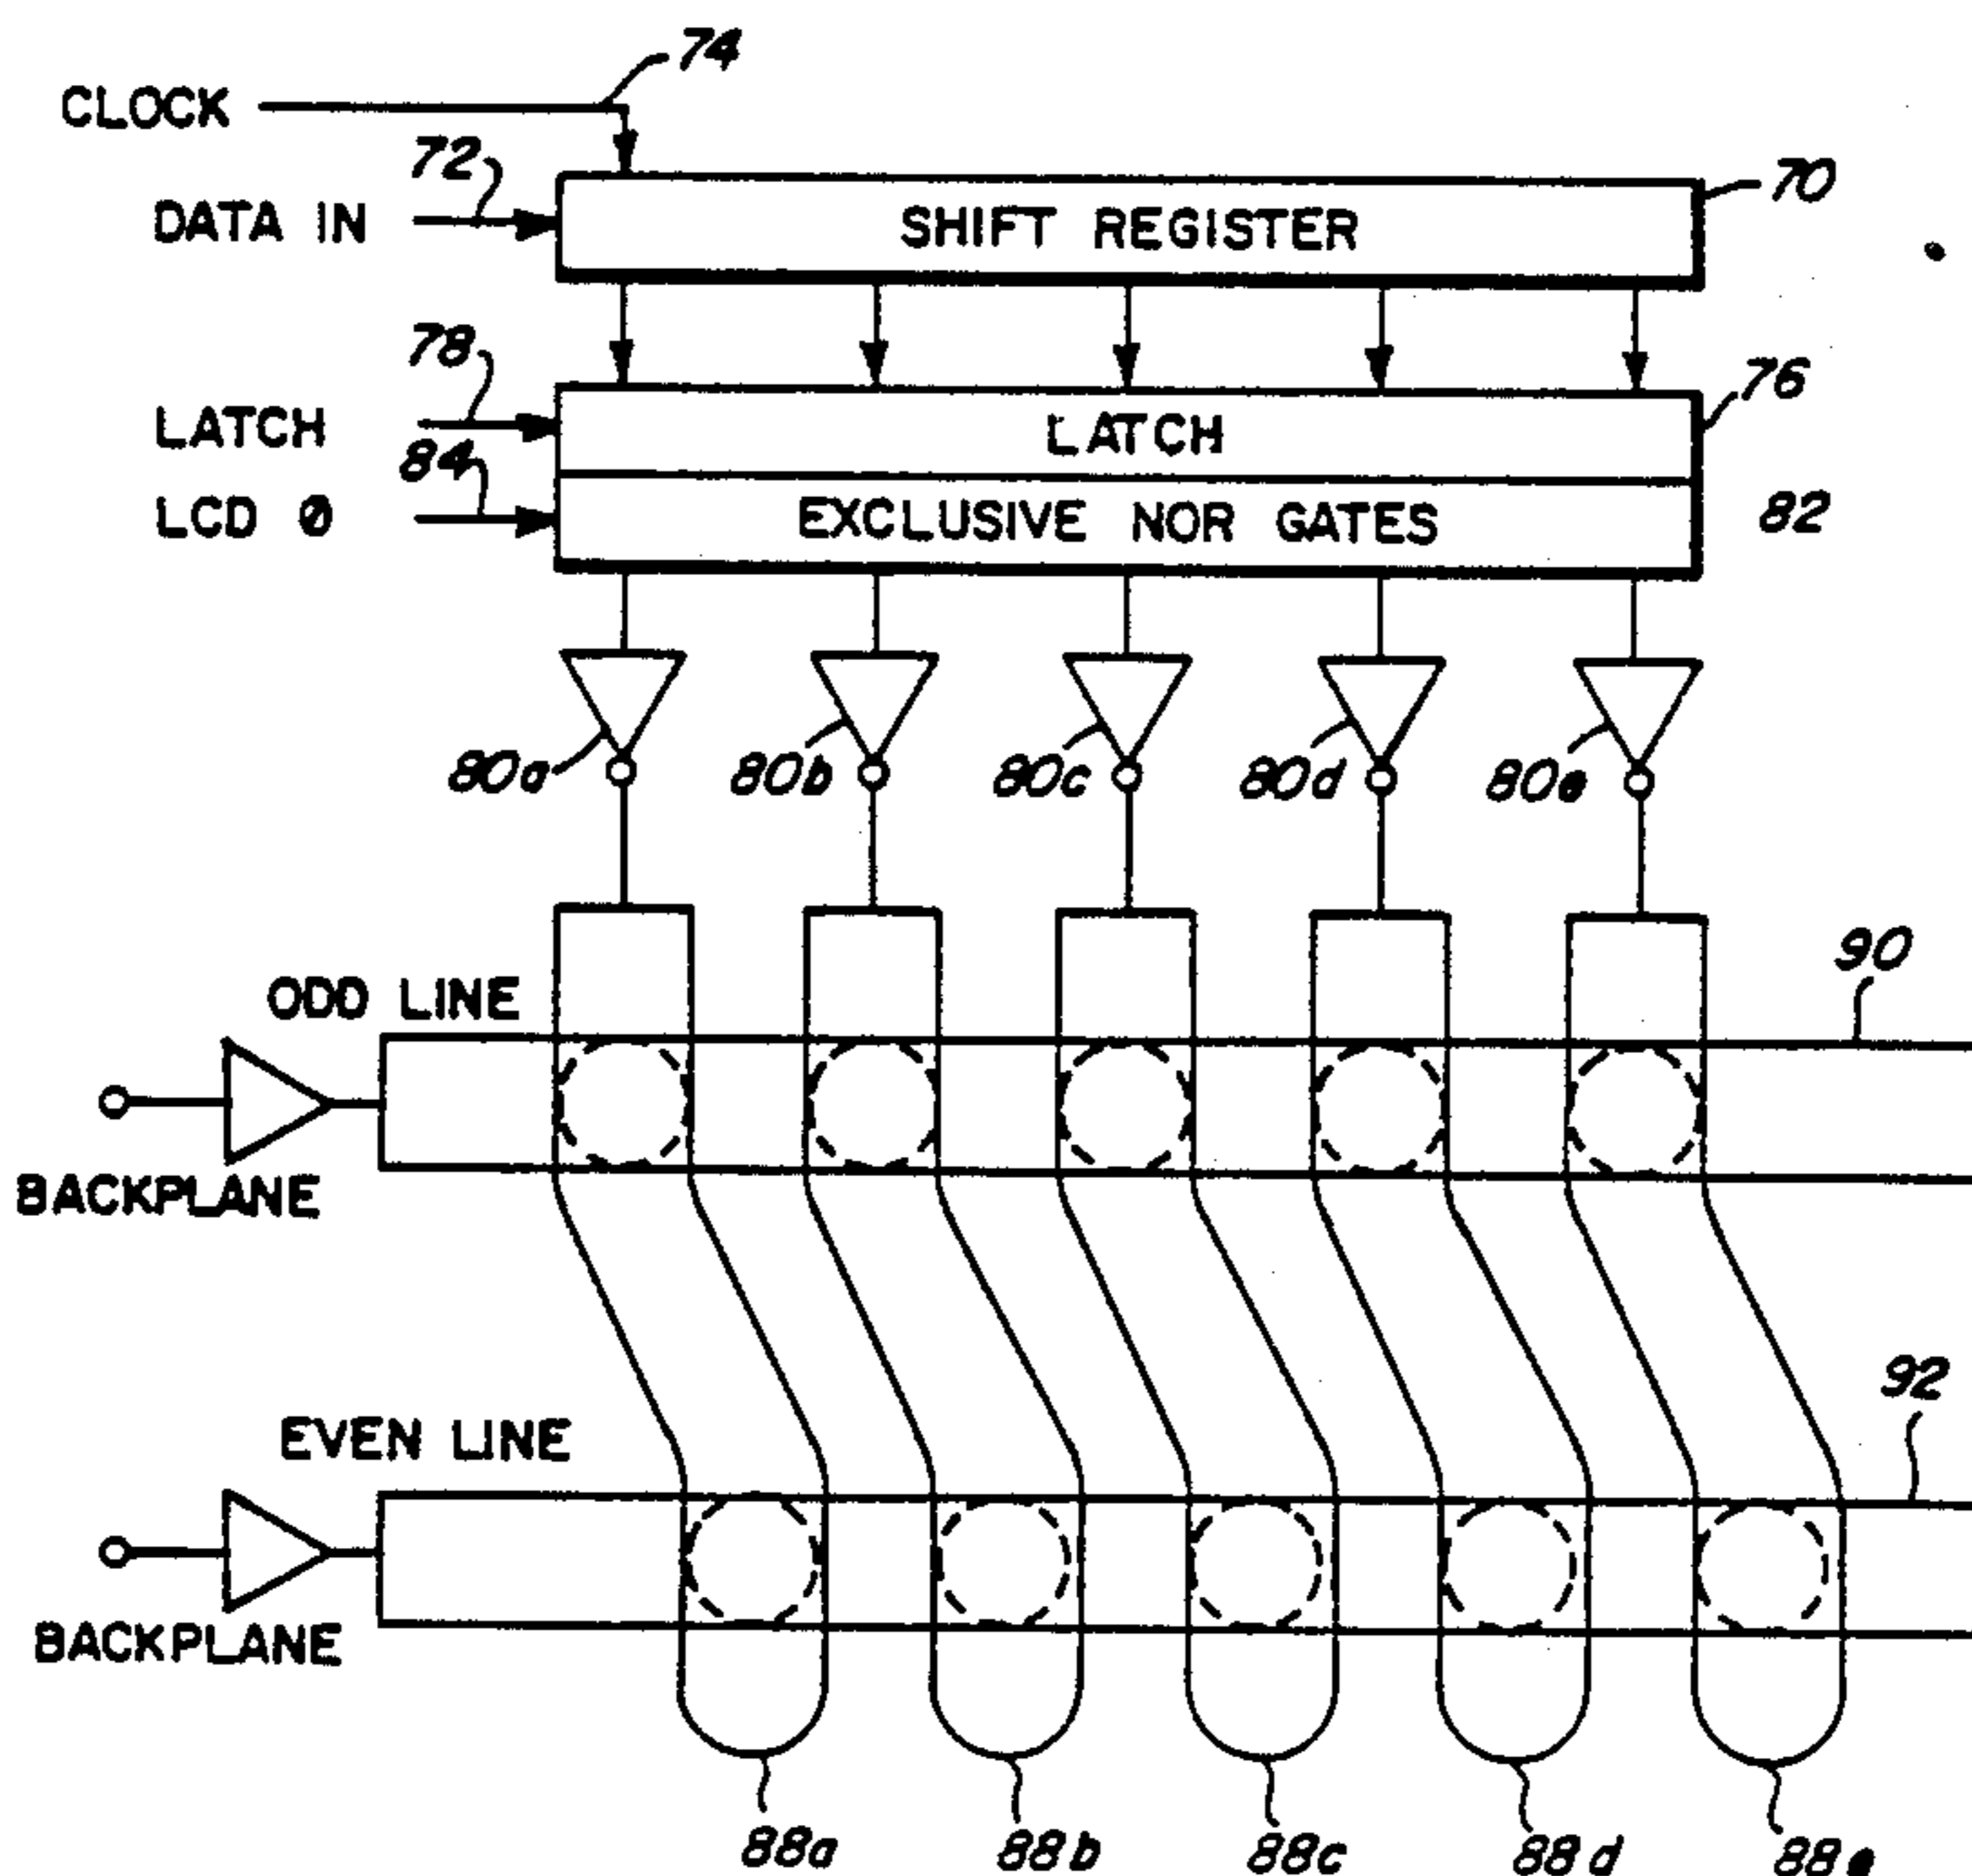 74
CLOCK
72
DATA IN
SHIFT REGISTER
70
78
LATCH
LATCH
76
84
LCD Ø
EXCLUSIVE NOR GATES
82
80a
80b
80c
80d
80e
ODD LINE
90
BACKPLANE
EVEN LINE
92
BACKPLANE
88a
88b
88c
88d
88e